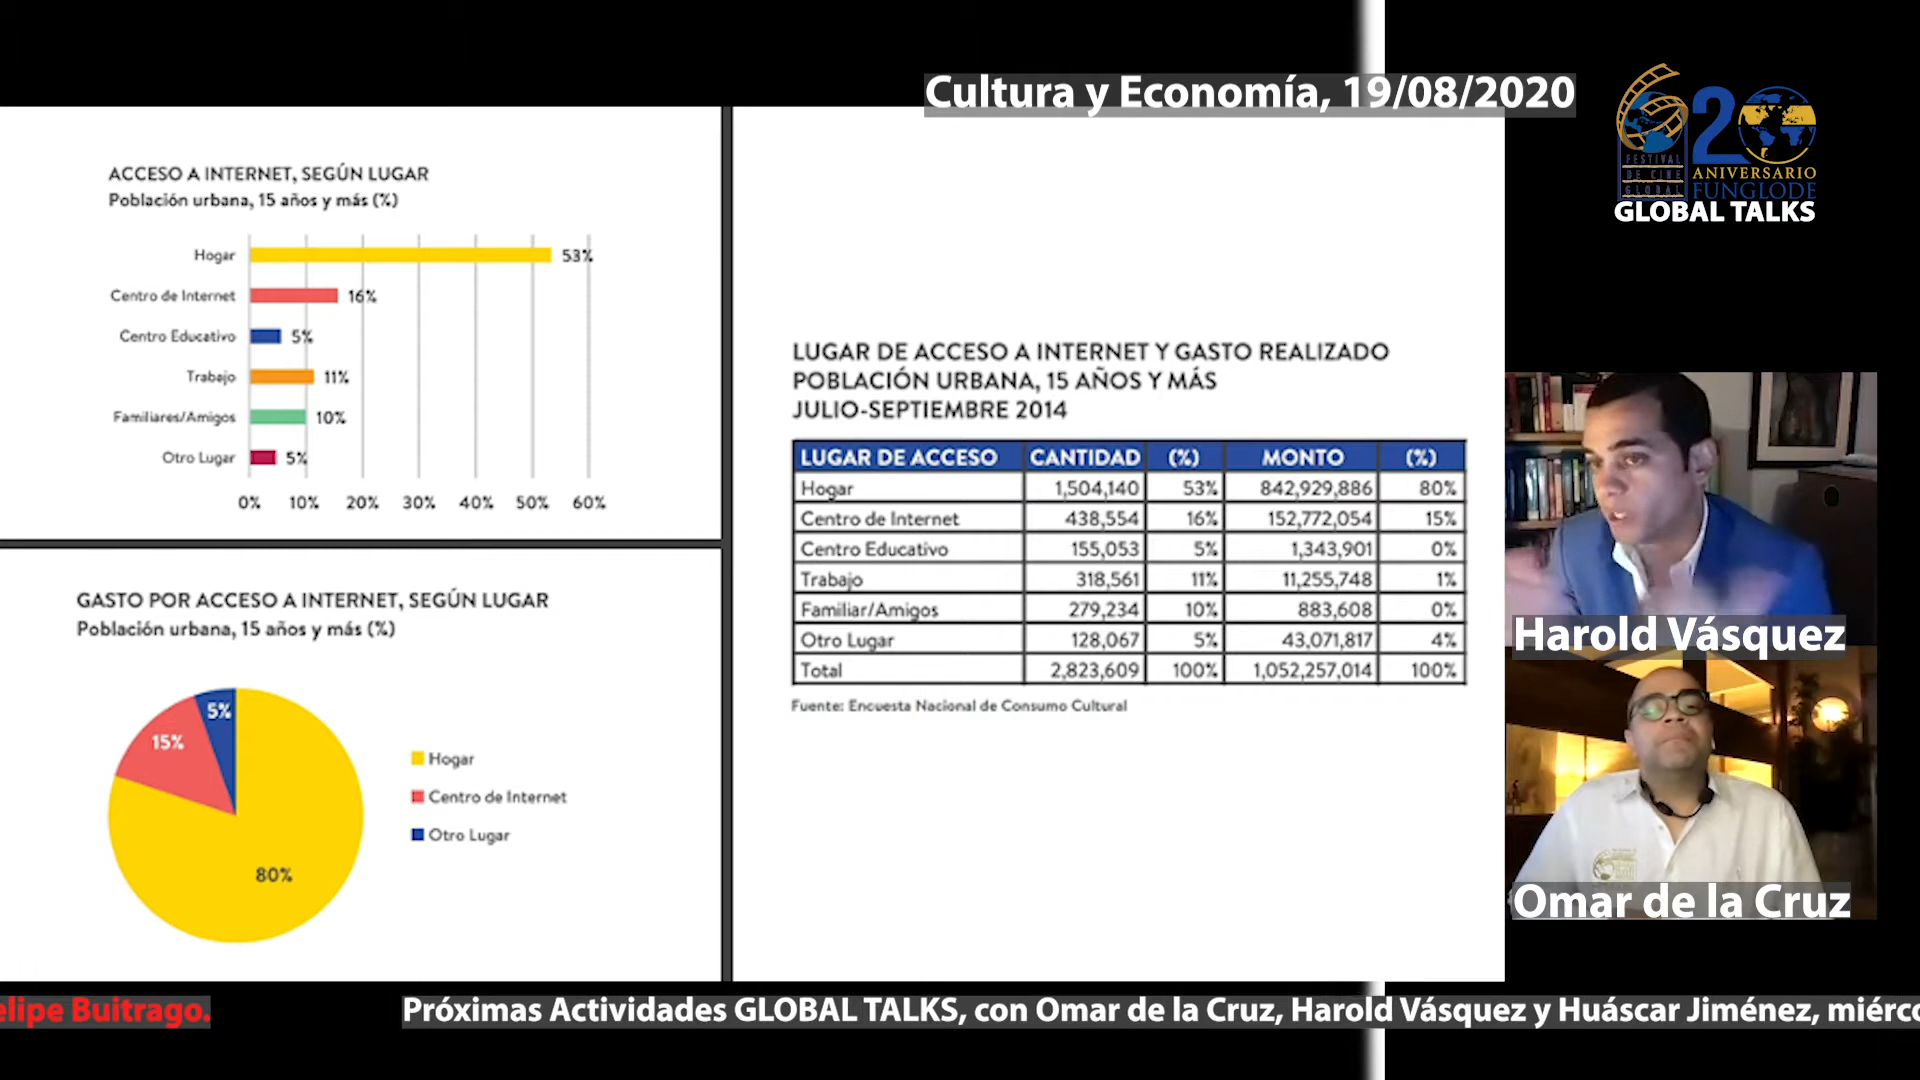 Cultura y Economía, 19/08/2020
FESTIVAL
DE CINE
GLOBAL
20
ANIVERSARIO
FUNGLODE
GLOBAL TALKS
ACCESO A INTERNET, SEGÚN LUGAR
Población urbana, 15 años y más (%)
Hogar 53%
Centro de Internet 16%
Centro Educativo 5%
Trabajo 11%
Familiares/Amigos 10%
Otro Lugar 5%
0% 10% 20% 30% 40% 50% 60%
GASTO POR ACCESO A INTERNET, SEGÚN LUGAR
Población urbana, 15 años y más (%)
5%
15%
80%
Hogar
Centro de Internet
Otro Lugar
LUGAR DE ACCESO A INTERNET Y GASTO REALIZADO
POBLACIÓN URBANA, 15 AÑOS Y MÁS
JULIO-SEPTIEMBRE 2014
LUGAR DE ACCESO CANTIDAD (%) MONTO (%)
Hogar 1,504,140 53% 842,929,886 80%
Centro de Internet 438,554 16% 152,772,054 15%
Centro Educativo 155,053 5% 1,343,901 0%
Trabajo 318,561 11% 11,255,748 1%
Familiar/Amigos 279,234 10% 883,608 0%
Otro Lugar 128,067 5% 43,071,817 4%
Total 2,823,609 100% 1,052,257,014 100%
Fuente: Encuesta Nacional de Consumo Cultural
Harold Vásquez
Omar de la Cruz
elipe Buitrago. Próximas Actividades GLOBAL TALKS, con Omar de la Cruz, Harold Vásquez y Huáscar Jiménez, miérco